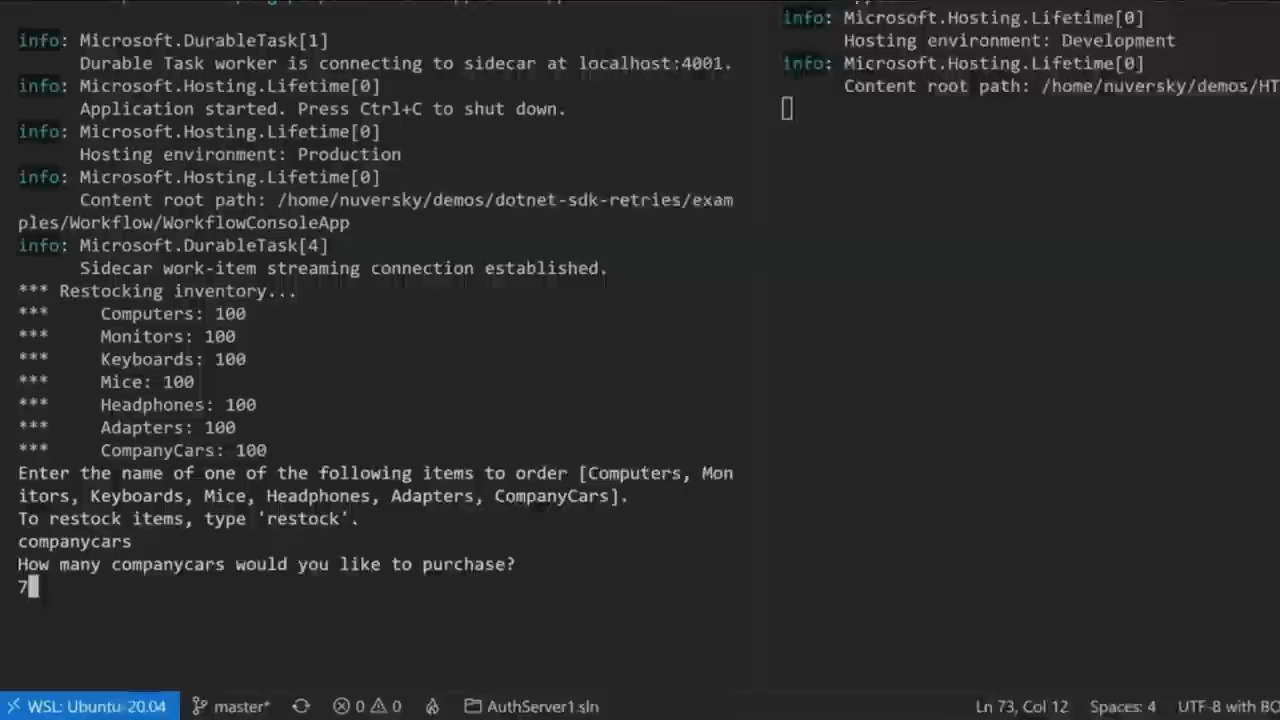 info: Microsoft.DurableTask[1]
Durable Task worker is connecting to sidecar at localhost:4001.
info: Microsoft.Hosting.Lifetime[0]
Application started. Press Ctrl+C to shut down.
info: Microsoft.Hosting.Lifetime[0]
Hosting environment: Production
info: Microsoft.Hosting.Lifetime[0]
Content root path: /home/nuversky/demos/dotnet-sdk-retries/exam
ples/Workflow/WorkflowConsoleApp
info: Microsoft.DurableTask[4]
Sidecar work-item streaming connection established.
*** Restocking inventory...
*** Computers: 100
*** Monitors: 100
*** Keyboards: 100
*** Mice: 100
*** Headphones: 100
*** Adapters: 100
*** CompanyCars: 100
Enter the name of one of the following items to order [Computers, Mon
itors, Keyboards, Mice, Headphones, Adapters, CompanyCars].
To restock items, type 'restock'.
companycars
How many companycars would you like to purchase?
7
info: Microsoft.Hosting.Lifetime[0]
Hosting environment: Development
info: Microsoft.Hosting.Lifetime[0]
Content root path: /home/nuversky/demos/HT
WSL: Ubuntu 20.04 master* 0 0 AuthServer1.sln Ln 73, Col 12 Spaces: 4 UTF-8 with BO